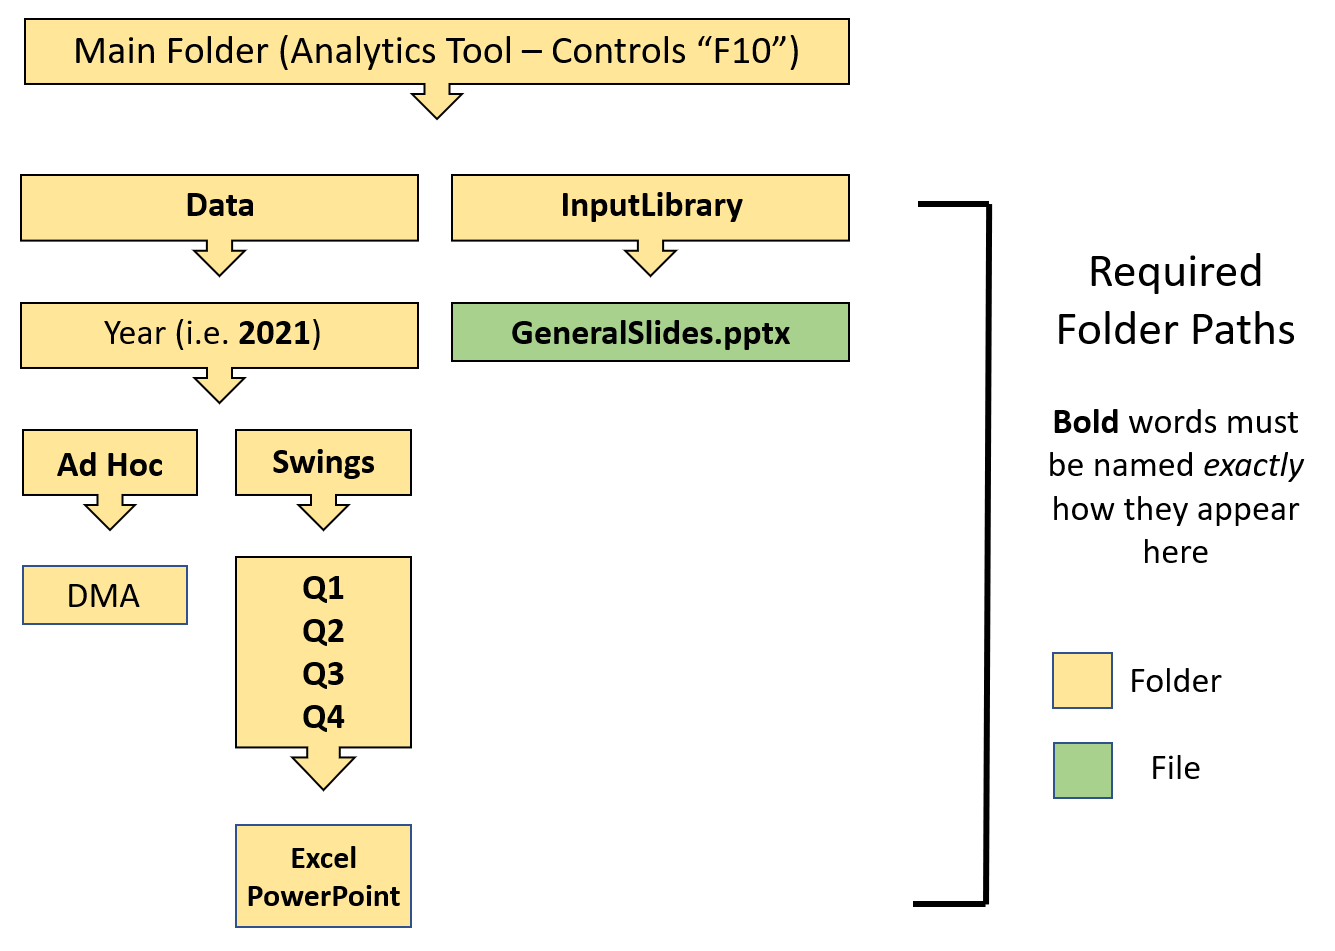 Main Folder (Analytics Tool – Controls “F10”)
Data
InputLibrary
Year (i.e. 2021)
GeneralSlides.pptx
Ad Hoc
Swings
DMA
Q1
Q2
Q3
Q4
Excel
PowerPoint
Required
Folder Paths
Bold words must
be named exactly
how they appear
here
Folder
File